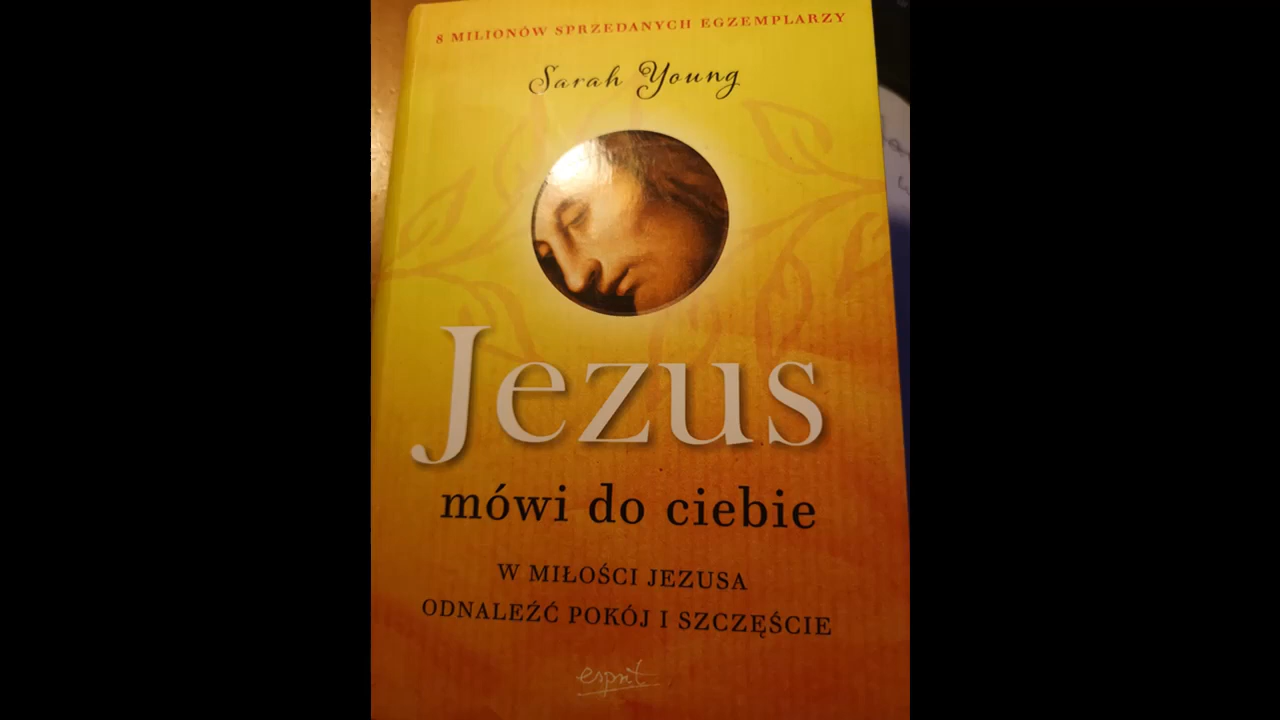 8 MILIONÓW SPRZEDANYCH EGZEMPLARZY
Sarah Young
Jezus
mówi do ciebie
W MIŁOŚCI JEZUSA
ODNALEŹĆ POKÓJ I SZCZĘŚCIE
esprit